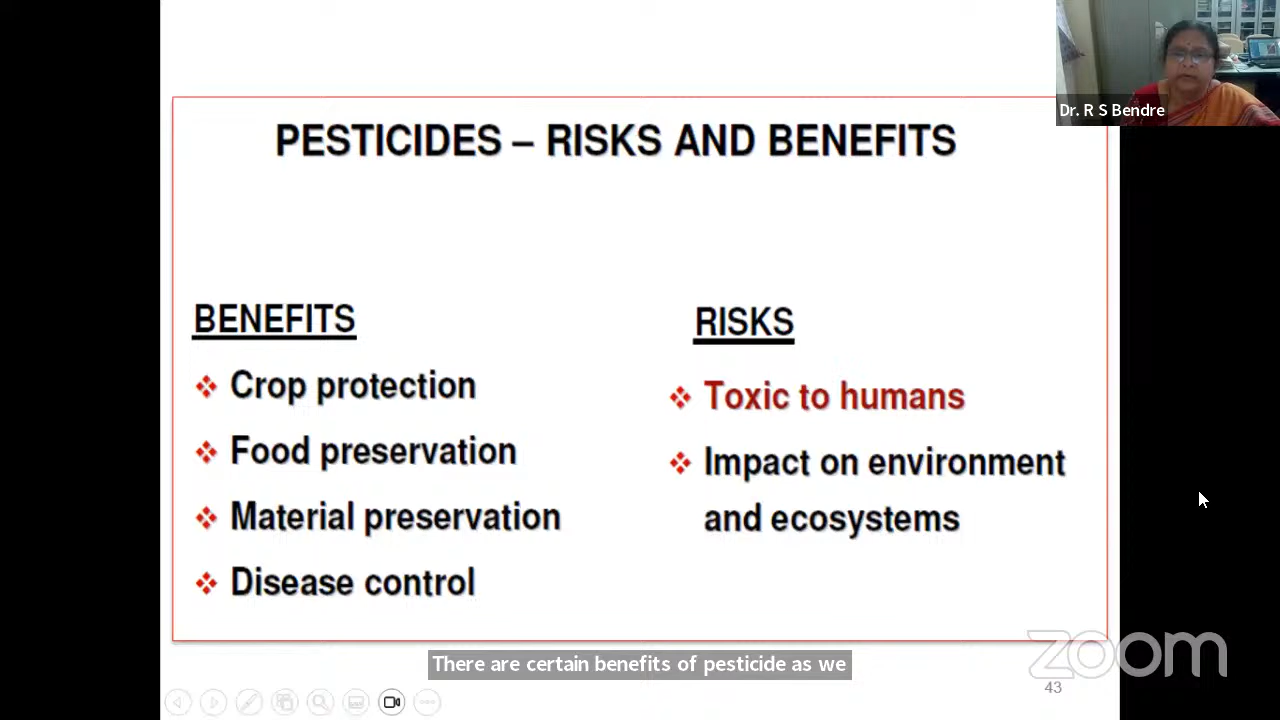 Dr. R S Bendre
PESTICIDES – RISKS AND BENEFITS
BENEFITS
Crop protection
Food preservation
Material preservation
Disease control
RISKS
Toxic to humans
Impact on environment
and ecosystems
There are certain benefits of pesticide as we
zoom
43